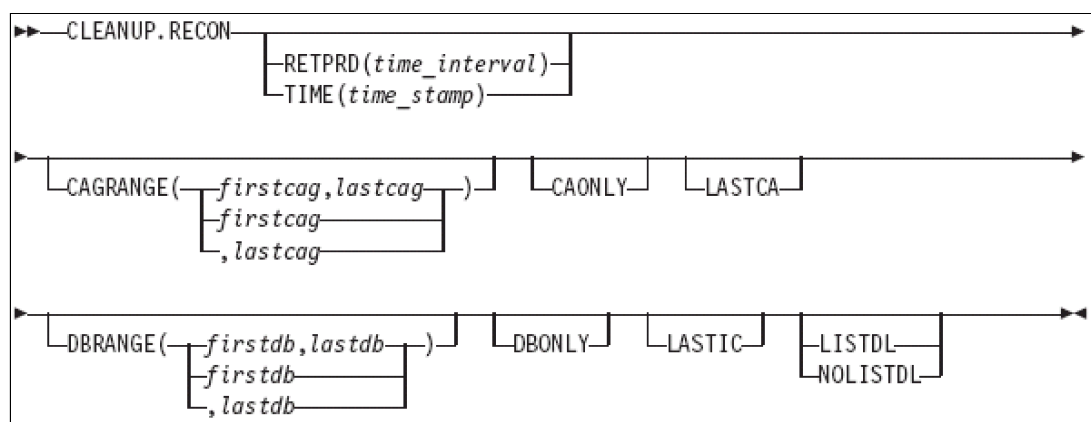 CLEANUP.RECON
RETPRD(time_interval)
TIME(time_stamp)
CAGRANGE( firstcag,lastcag ) CAONLY LASTCA
firstcag
,lastcag
DBRANGE( firstdb,lastdb ) DBONLY LASTIC LISTDL
firstdb NOLISTDL
,lastdb